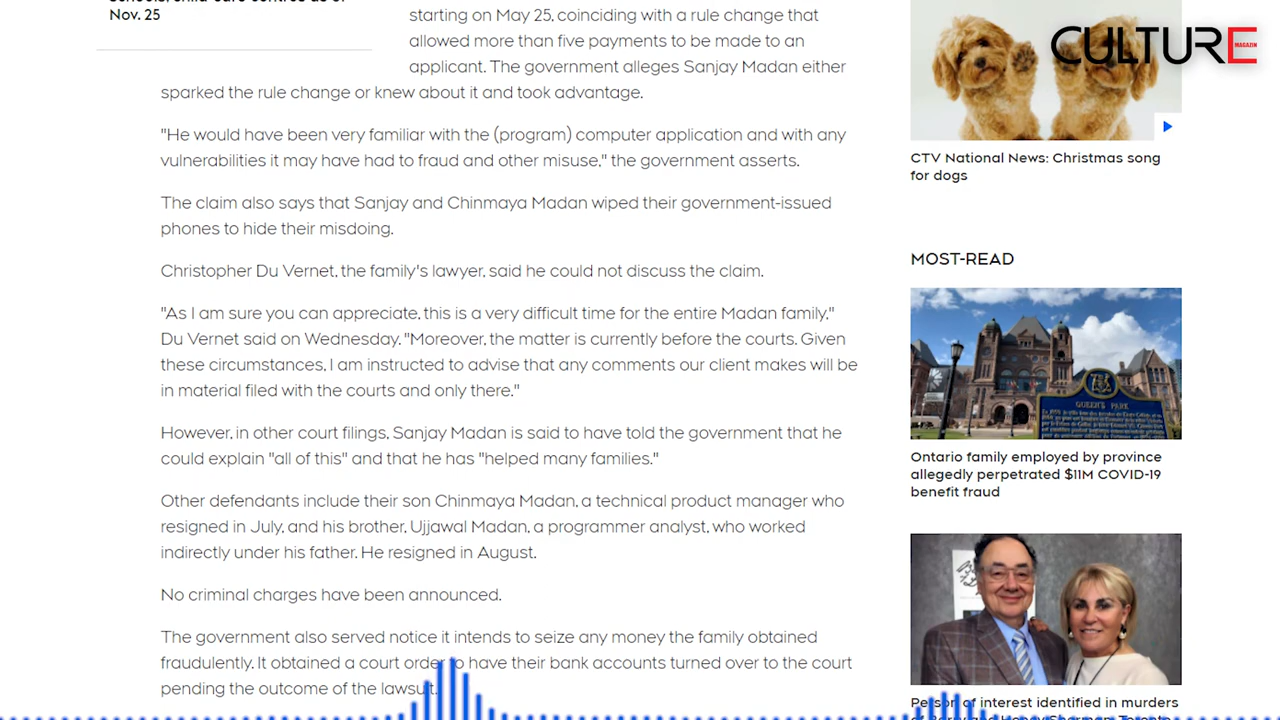 Nov. 25
starting on May 25, coinciding with a rule change that
allowed more than five payments to be made to an
applicant. The government alleges Sanjay Madan either
sparked the rule change or knew about it and took advantage.
"He would have been very familiar with the (program) computer application and with any
vulnerabilities it may have had to fraud and other misuse," the government asserts.
The claim also says that Sanjay and Chinmaya Madan wiped their government-issued
phones to hide their misdoing.
Christopher Du Vernet, the family's lawyer, said he could not discuss the claim.
"As I am sure you can appreciate, this is a very difficult time for the entire Madan family,"
Du Vernet said on Wednesday. "Moreover, the matter is currently before the courts. Given
these circumstances, I am instructed to advise that any comments our client makes will be
in material filed with the courts and only there."
However, in other court filings, Sanjay Madan is said to have told the government that he
could explain "all of this" and that he has "helped many families."
Other defendants include their son Chinmaya Madan, a technical product manager who
resigned in July, and his brother, Ujjawal Madan, a programmer analyst, who worked
indirectly under his father. He resigned in August.
No criminal charges have been announced.
The government also served notice it intends to seize any money the family obtained
fraudulently. It obtained a court order to have their bank accounts turned over to the court
pending the outcome of the lawsuit.
CULTURE
MAGAZIN
CTV National News: Christmas song
for dogs
MOST-READ
QUEEN'S PARK
Ontario family employed by province
allegedly perpetrated $11M COVID-19
benefit fraud
Person of interest identified in murders